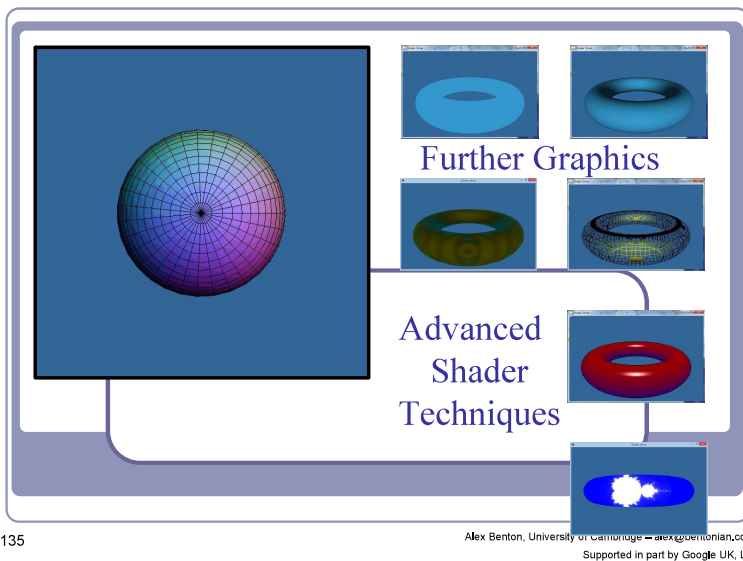 Further Graphics
Advanced
Shader
Techniques
135
Alex Benton, University of Cambridge – alex@bentonian.co
Supported in part by Google UK, L